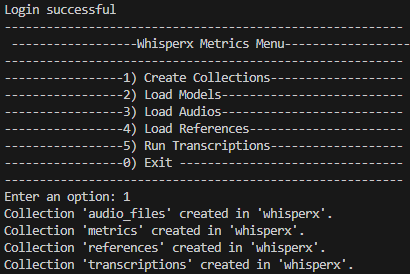 Login successful
---------------------------------------------------------
 ------------------Whisperx Metrics Menu-----------------
---------------------------------------------------------
-----------------1) Create Collections-------------------
-----------------2) Load Models--------------------------
-----------------3) Load Audios--------------------------
-----------------4) Load References----------------------
-----------------5) Run Transcriptions-------------------
-----------------0) Exit --------------------------------
---------------------------------------------------------
Enter an option: 1
Collection 'audio_files' created in 'whisperx'.
Collection 'metrics' created in 'whisperx'.
Collection 'references' created in 'whisperx'.
Collection 'transcriptions' created in 'whisperx'.